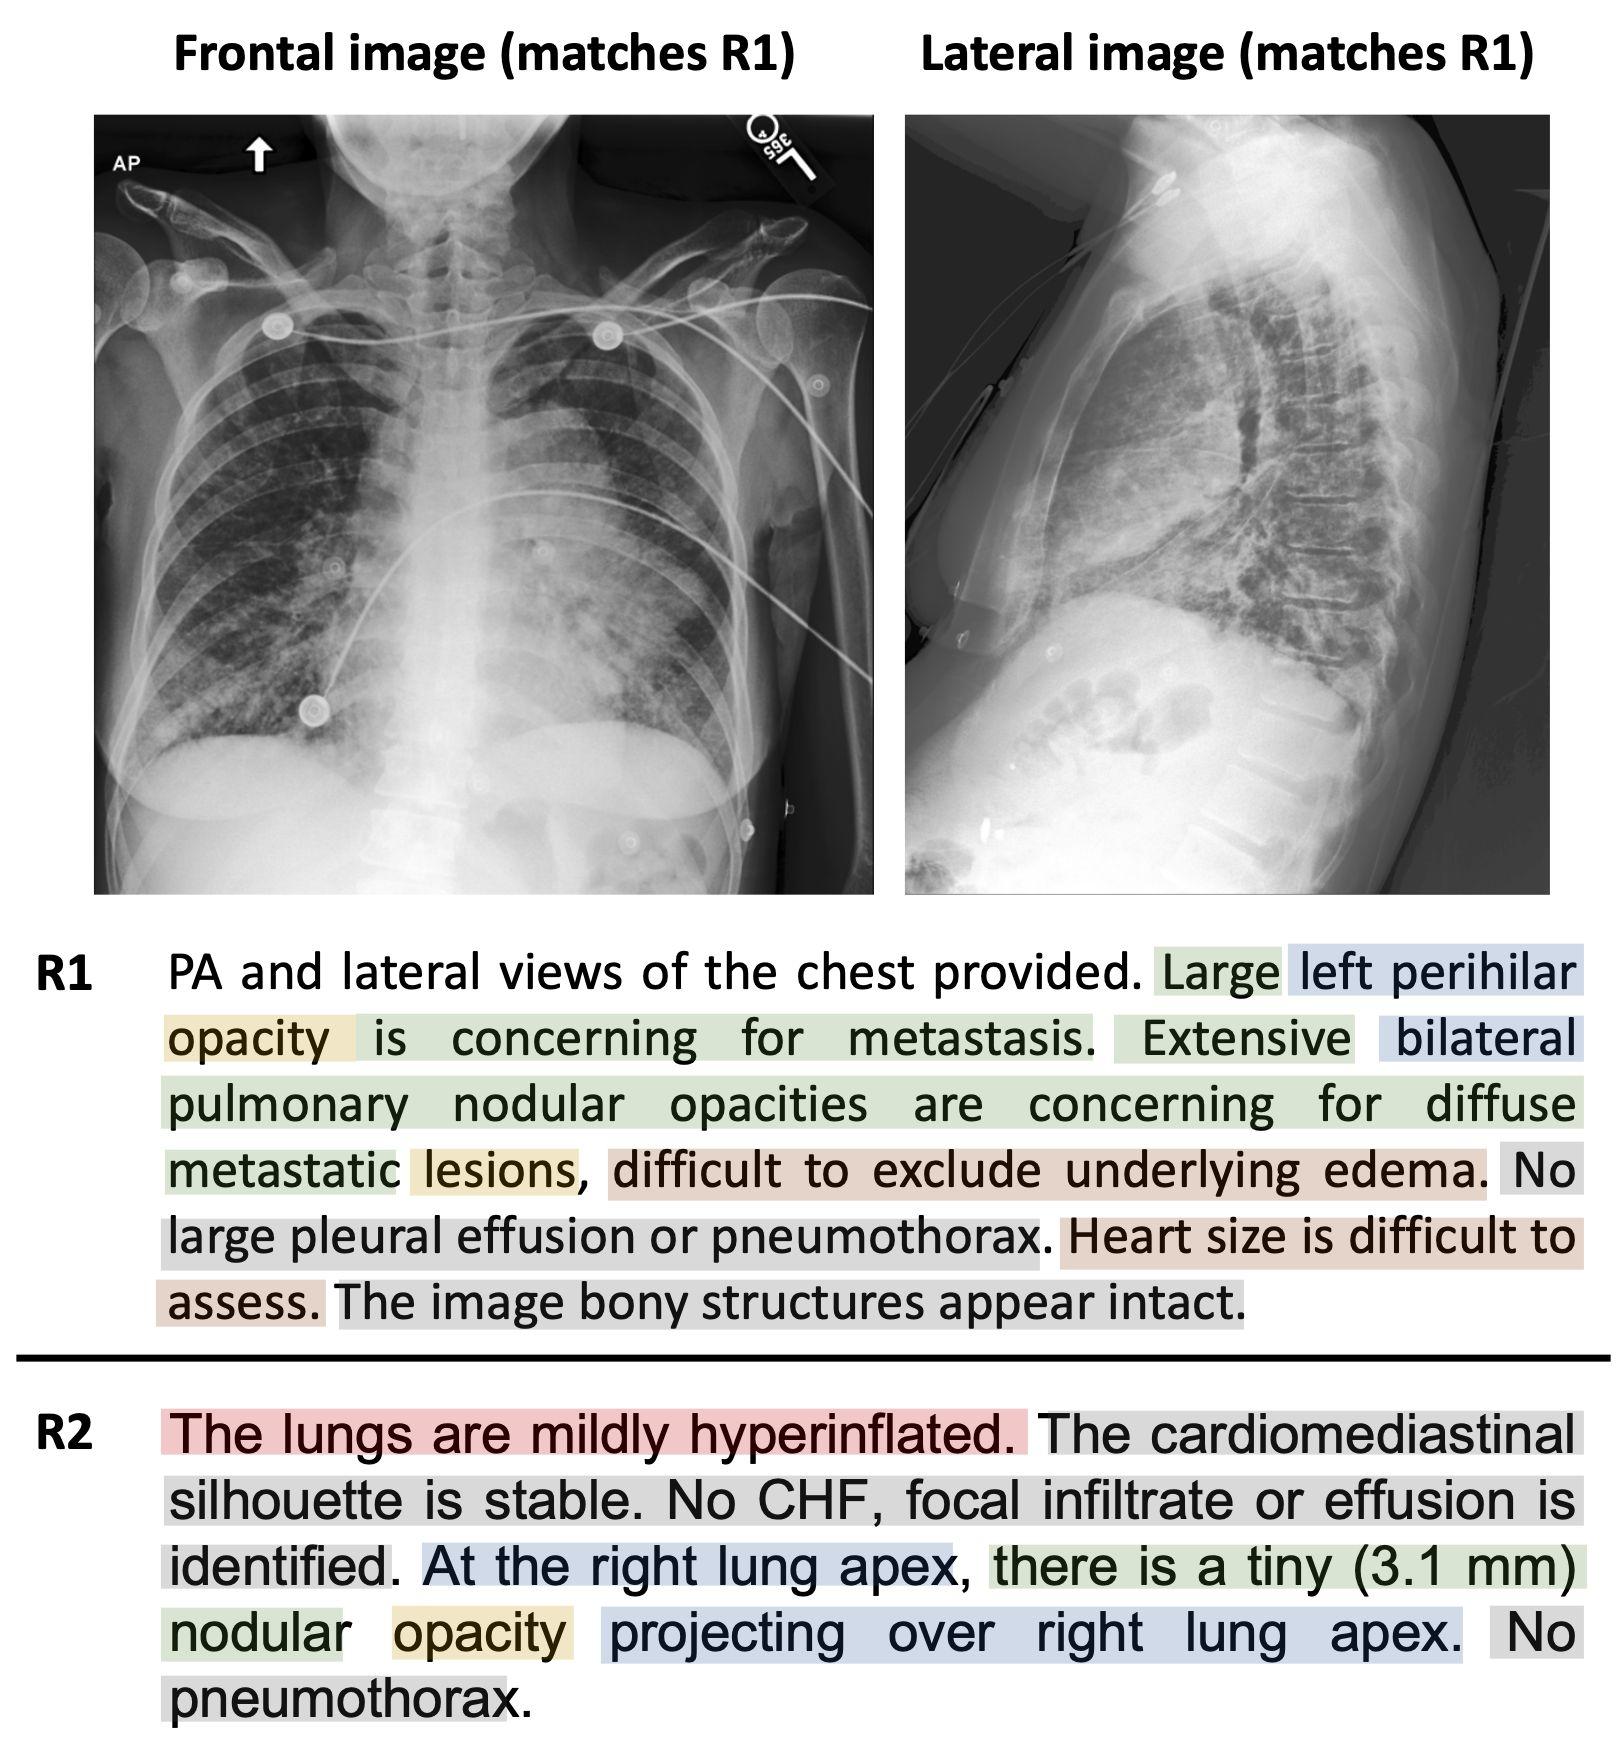 Frontal image (matches R1)
Lateral image (matches R1)
AP
L
R1
PA and lateral views of the chest provided. Large left perihilar
opacity is concerning for metastasis. Extensive bilateral
pulmonary nodular opacities are concerning for diffuse
metastatic lesions, difficult to exclude underlying edema. No
large pleural effusion or pneumothorax. Heart size is difficult to
assess. The image bony structures appear intact.
R2
The lungs are mildly hyperinflated. The cardiomediastinal
silhouette is stable. No CHF, focal infiltrate or effusion is
identified. At the right lung apex, there is a tiny (3.1 mm)
nodular opacity projecting over right lung apex. No
pneumothorax.